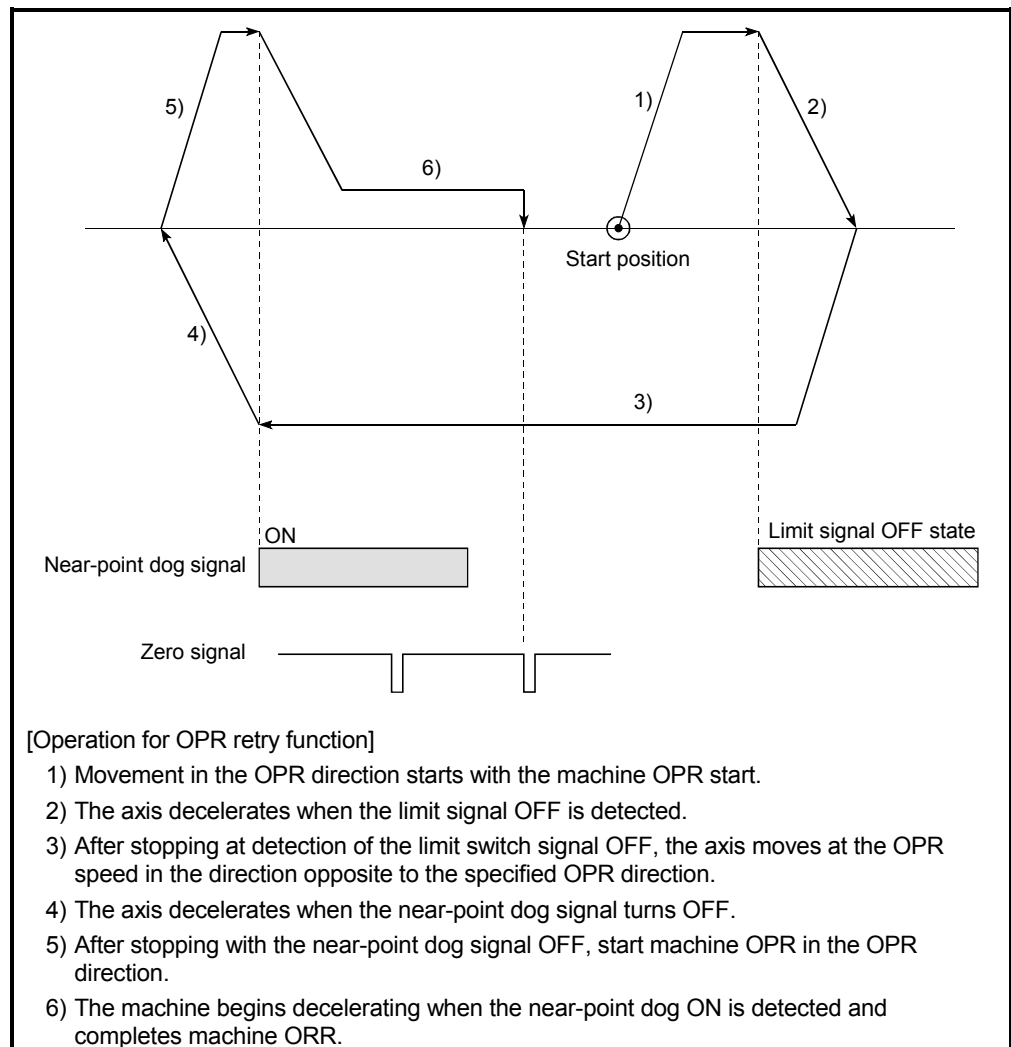 5)
1)
2)
6)
Start position
4)
3)
ON
Limit signal OFF state
Near-point dog signal
Zero signal
[Operation for OPR retry function]
1) Movement in the OPR direction starts with the machine OPR start.
2) The axis decelerates when the limit signal OFF is detected.
3) After stopping at detection of the limit switch signal OFF, the axis moves at the OPR
speed in the direction opposite to the specified OPR direction.
4) The axis decelerates when the near-point dog signal turns OFF.
5) After stopping with the near-point dog signal OFF, start machine OPR in the OPR
direction.
6) The machine begins decelerating when the near-point dog ON is detected and
completes machine ORR.